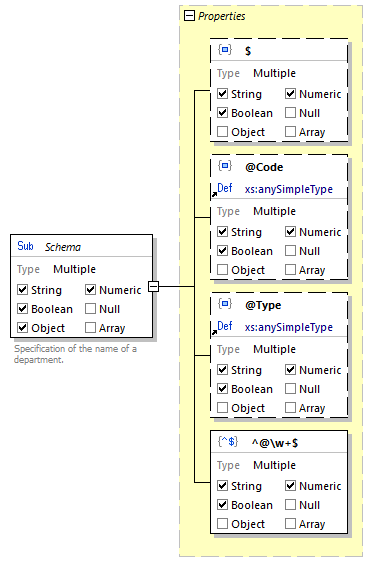 Properties
$
Type Multiple
String Numeric
Boolean Null
Object Array
@Code
Def xs:anySimpleType
Type Multiple
String Numeric
Boolean Null
Object Array
Sub Schema
Type Multiple
String Numeric
Boolean Null
Object Array
Specification of the name of a
department.
@Type
Def xs:anySimpleType
Type Multiple
String Numeric
Boolean Null
Object Array
{^$} ^@\w+$
Type Multiple
String Numeric
Boolean Null
Object Array